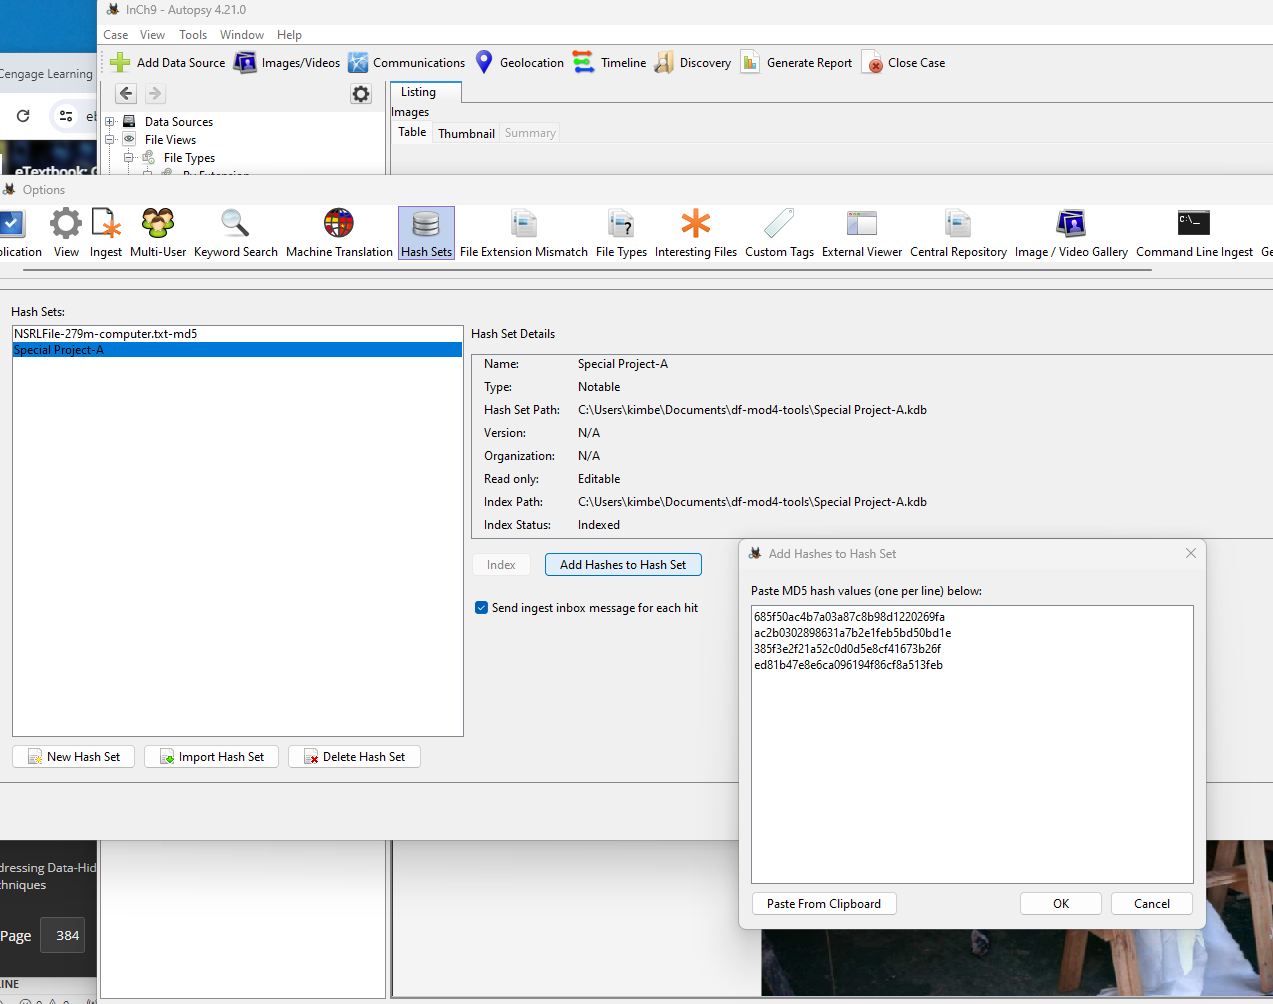 InCh9 - Autopsy 4.21.0
Case View Tools Window Help
Cengage Learning
Add Data Source Images/Videos Communications Geolocation Timeline Discovery Generate Report Close Case
Listing
Images
Table Thumbnail Summary
Data Sources
File Views
File Types
By Extension
eTextbook:
Options
plication View Ingest Multi-User Keyword Search Machine Translation Hash Sets File Extension Mismatch File Types Interesting Files Custom Tags External Viewer Central Repository Image / Video Gallery Command Line Ingest Ge
Hash Sets:
NSRLFile-279m-computer.txt-md5
Special Project-A
Hash Set Details
Name: Special Project-A
Type: Notable
Hash Set Path: C:\Users\kimbe\Documents\df-mod4-tools\Special Project-A.kdb
Version: N/A
Organization: N/A
Read only: Editable
Index Path: C:\Users\kimbe\Documents\df-mod4-tools\Special Project-A.kdb
Index Status: Indexed
Index Add Hashes to Hash Set
Send ingest inbox message for each hit
New Hash Set Import Hash Set Delete Hash Set
Add Hashes to Hash Set
Paste MD5 hash values (one per line) below:
685f50ac4b7a03a87c8b98d1220269fa
ac2b0302898631a7b2e1feb5bd50bd1e
385f3e2f21a52c0d0d5e8cf41673b26f
ed81b47e8e6ca096194f86cf8a513feb
Paste From Clipboard OK Cancel
dressing Data-Hid
chniques
Page 384
INE